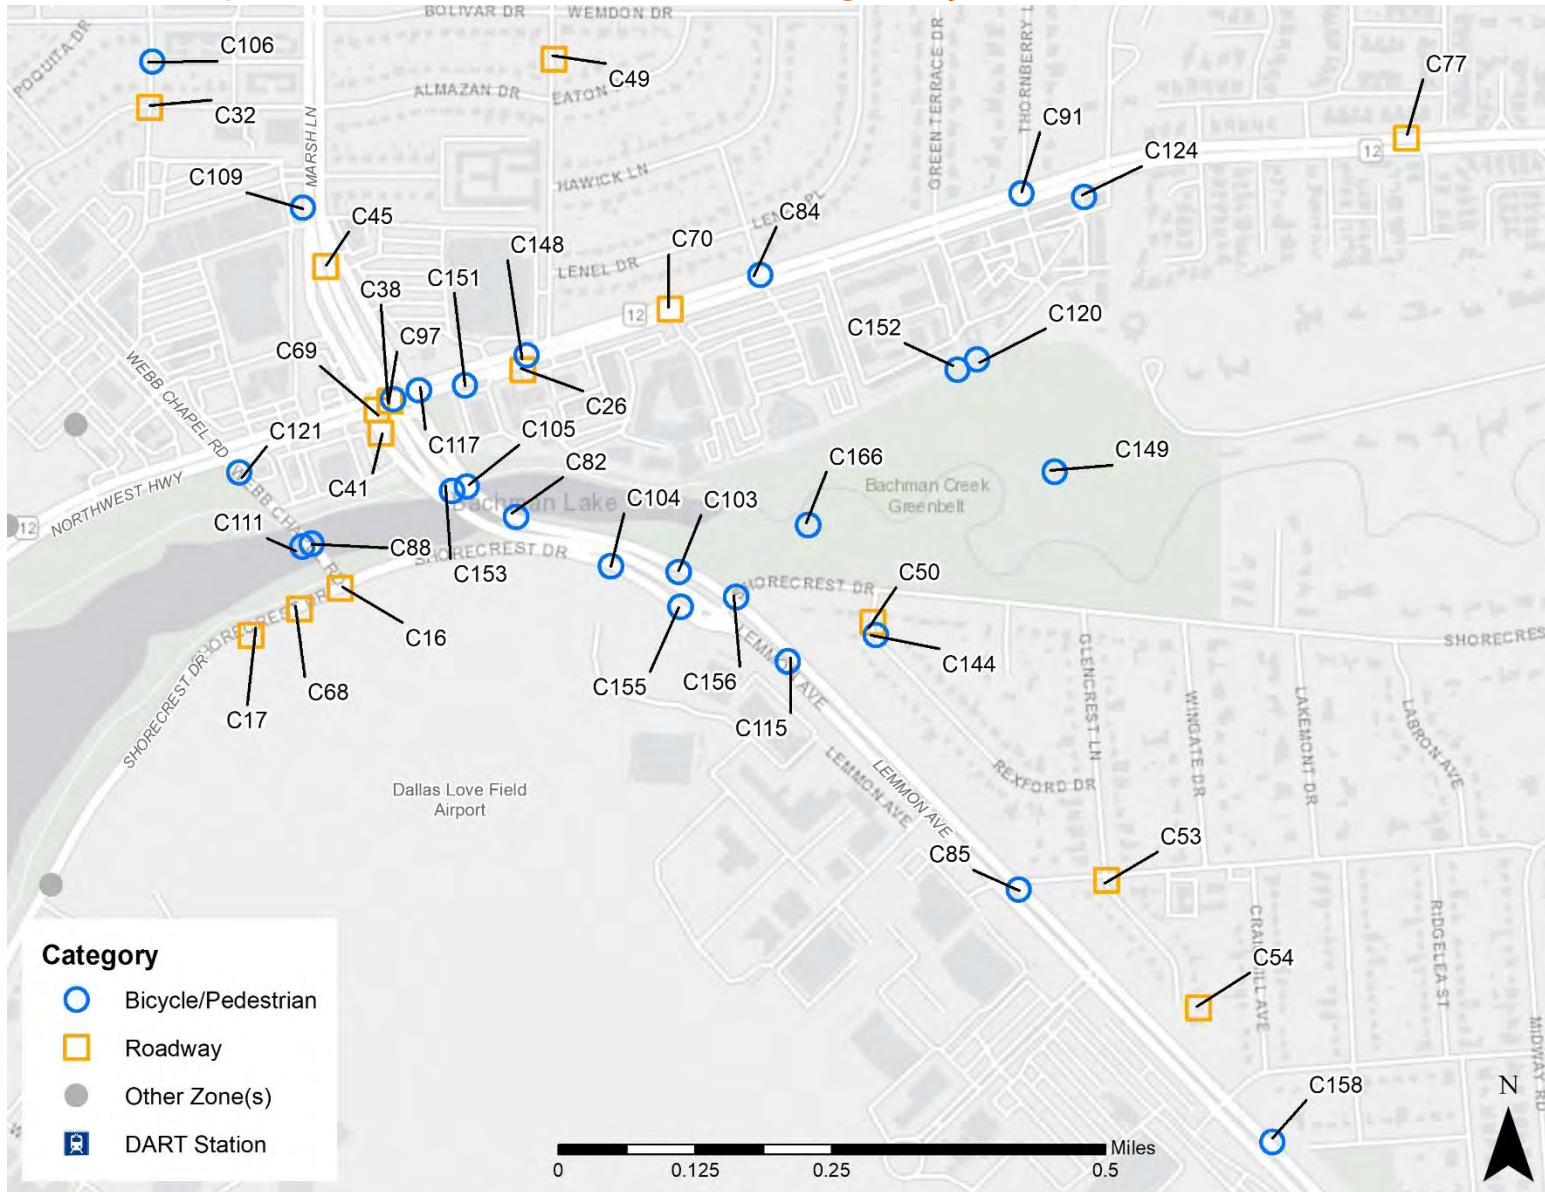 BOLIVAR DR
WEMDON DR
POQUITA DR
C106
C49
C32
ALMAZAN DR
EATON
MARSH LN
GREEN TERRACE DR
C91
C77
12
C124
C109
HAWICK LN
C45
C84
C148
C70
LENEL DR
C38
C151
12
C97
C152
C120
C69
WEBB CHAPEL RD
C26
C117
C105
C121
C82
C166
C149
C41
NORTHWEST HWY
Bachman Lake
C104
C103
Bachman Creek
Greenbelt
12
C111
C88
SHORECREST DR
C153
C50
SHORECREST DR
C16
C144
SHORECREST DR
SHORECRES
C68
C155
C156
LEMMON AVE
C17
C115
SHORECREST DR
GLENCREST LN
WINGATE DR
LAKEMONT DR
LABRON AVE
REXFORD DR
LEMMON AVE
LEMMON AVE
Dallas Love Field
Airport
C85
C53
RIDGELEA ST
C54
MIDWAY RD
C158
N
Category
Bicycle/Pedestrian
Roadway
Other Zone(s)
DART Station
Miles
0
0.125
0.25
0.5